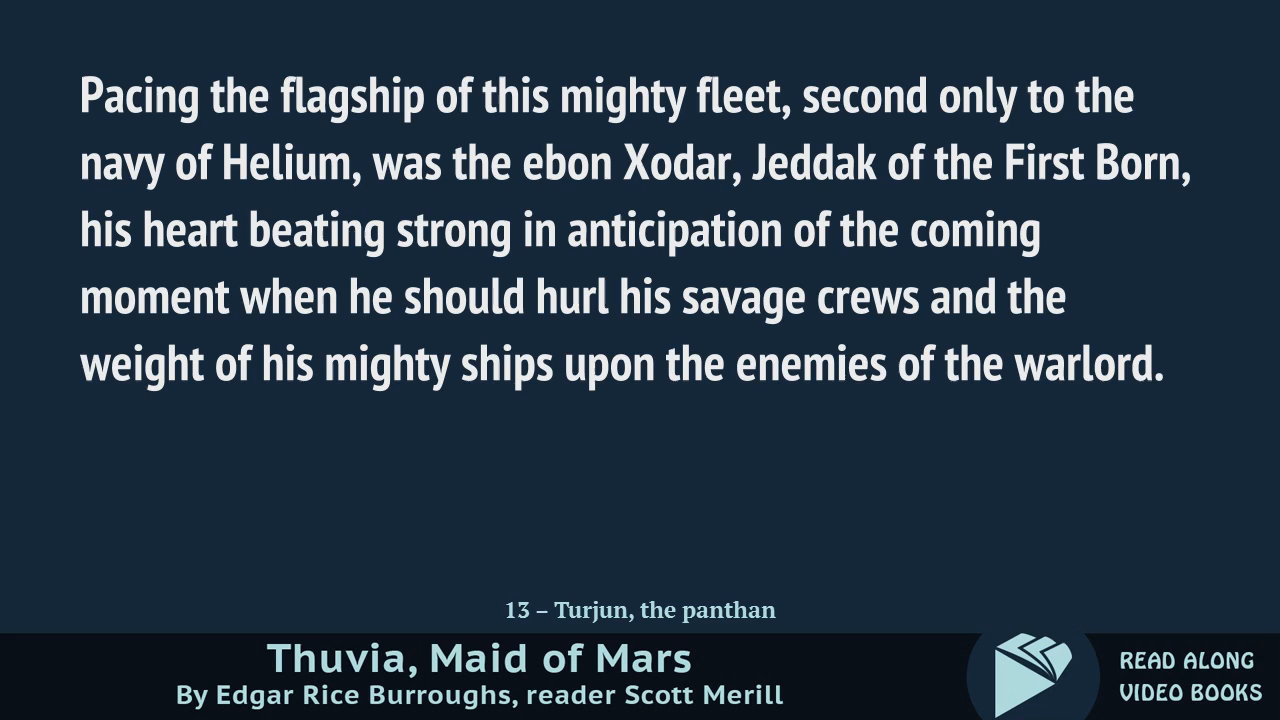 Pacing the flagship of this mighty fleet, second only to the
navy of Helium, was the ebon Xodar, Jeddak of the First Born,
his heart beating strong in anticipation of the coming
moment when he should hurl his savage crews and the
weight of his mighty ships upon the enemies of the warlord.
13 – Turjun, the panthan
Thuvia, Maid of Mars
By Edgar Rice Burroughs, reader Scott Merill
READ ALONG
VIDEO BOOKS